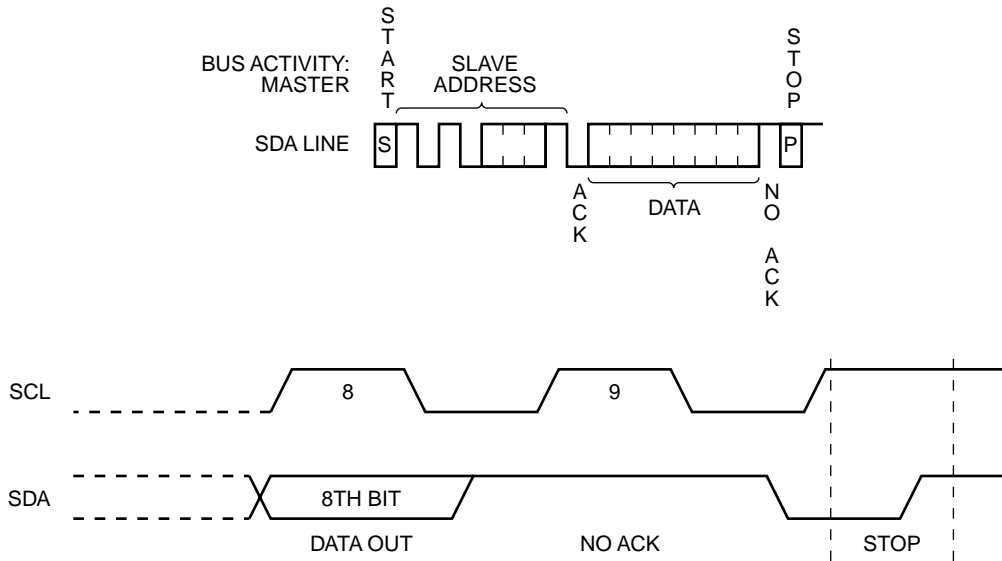 START
STOP
BUS ACTIVITY:
MASTER
SLAVE
ADDRESS
SDA LINE
S
P
ACK
DATA
NO ACK
SCL
8
9
SDA
8TH BIT
DATA OUT
NO ACK
STOP